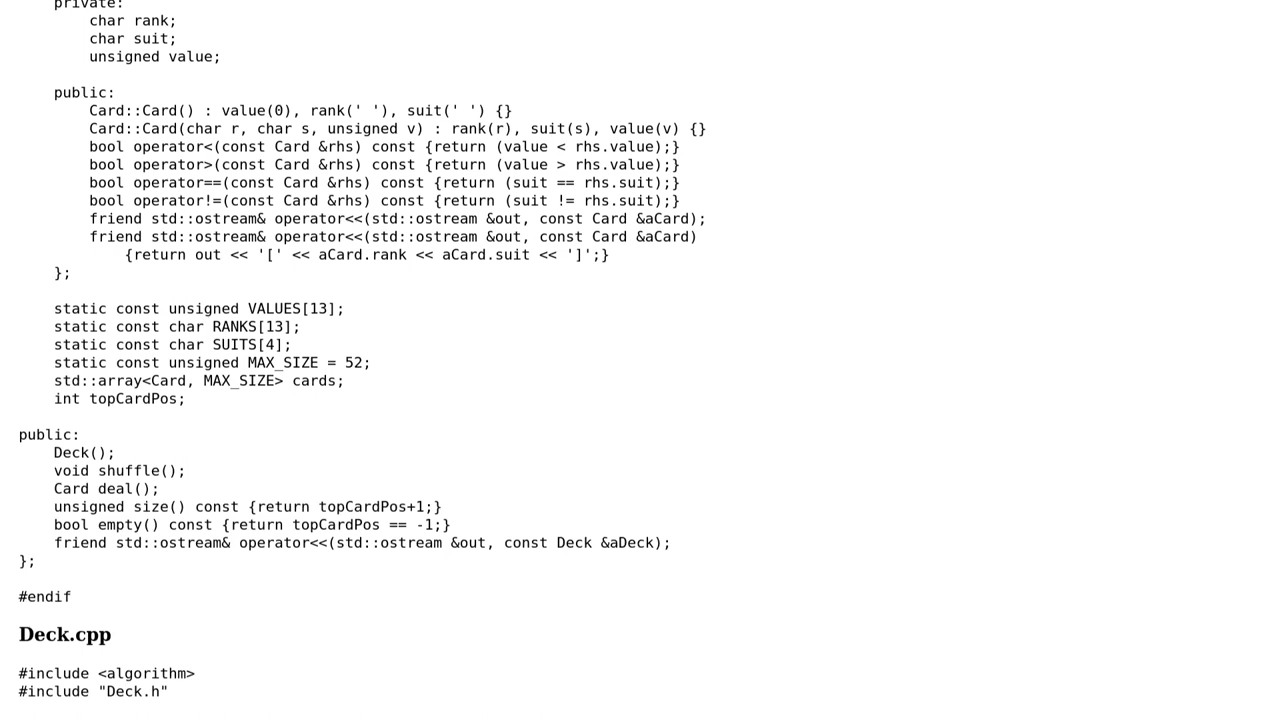 private:
char rank;
char suit;
unsigned value;
public:
Card::Card() : value(0), rank(' '), suit(' ') {}
Card::Card(char r, char s, unsigned v) : rank(r), suit(s), value(v) {}
bool operator<(const Card &rhs) const {return (value < rhs.value);}
bool operator>(const Card &rhs) const {return (value > rhs.value);}
bool operator==(const Card &rhs) const {return (suit == rhs.suit);}
bool operator!=(const Card &rhs) const {return (suit != rhs.suit);}
friend std::ostream& operator<<(std::ostream &out, const Card &aCard);
friend std::ostream& operator<<(std::ostream &out, const Card &aCard)
{return out << '[' << aCard.rank << aCard.suit << ']';}
};
static const unsigned VALUES[13];
static const char RANKS[13];
static const char SUITS[4];
static const unsigned MAX_SIZE = 52;
std::array<Card, MAX_SIZE> cards;
int topCardPos;
public:
Deck();
void shuffle();
Card deal();
unsigned size() const {return topCardPos+1;}
bool empty() const {return topCardPos == -1;}
friend std::ostream& operator<<(std::ostream &out, const Deck &aDeck);
};
#endif
Deck.cpp
#include <algorithm>
#include "Deck.h"